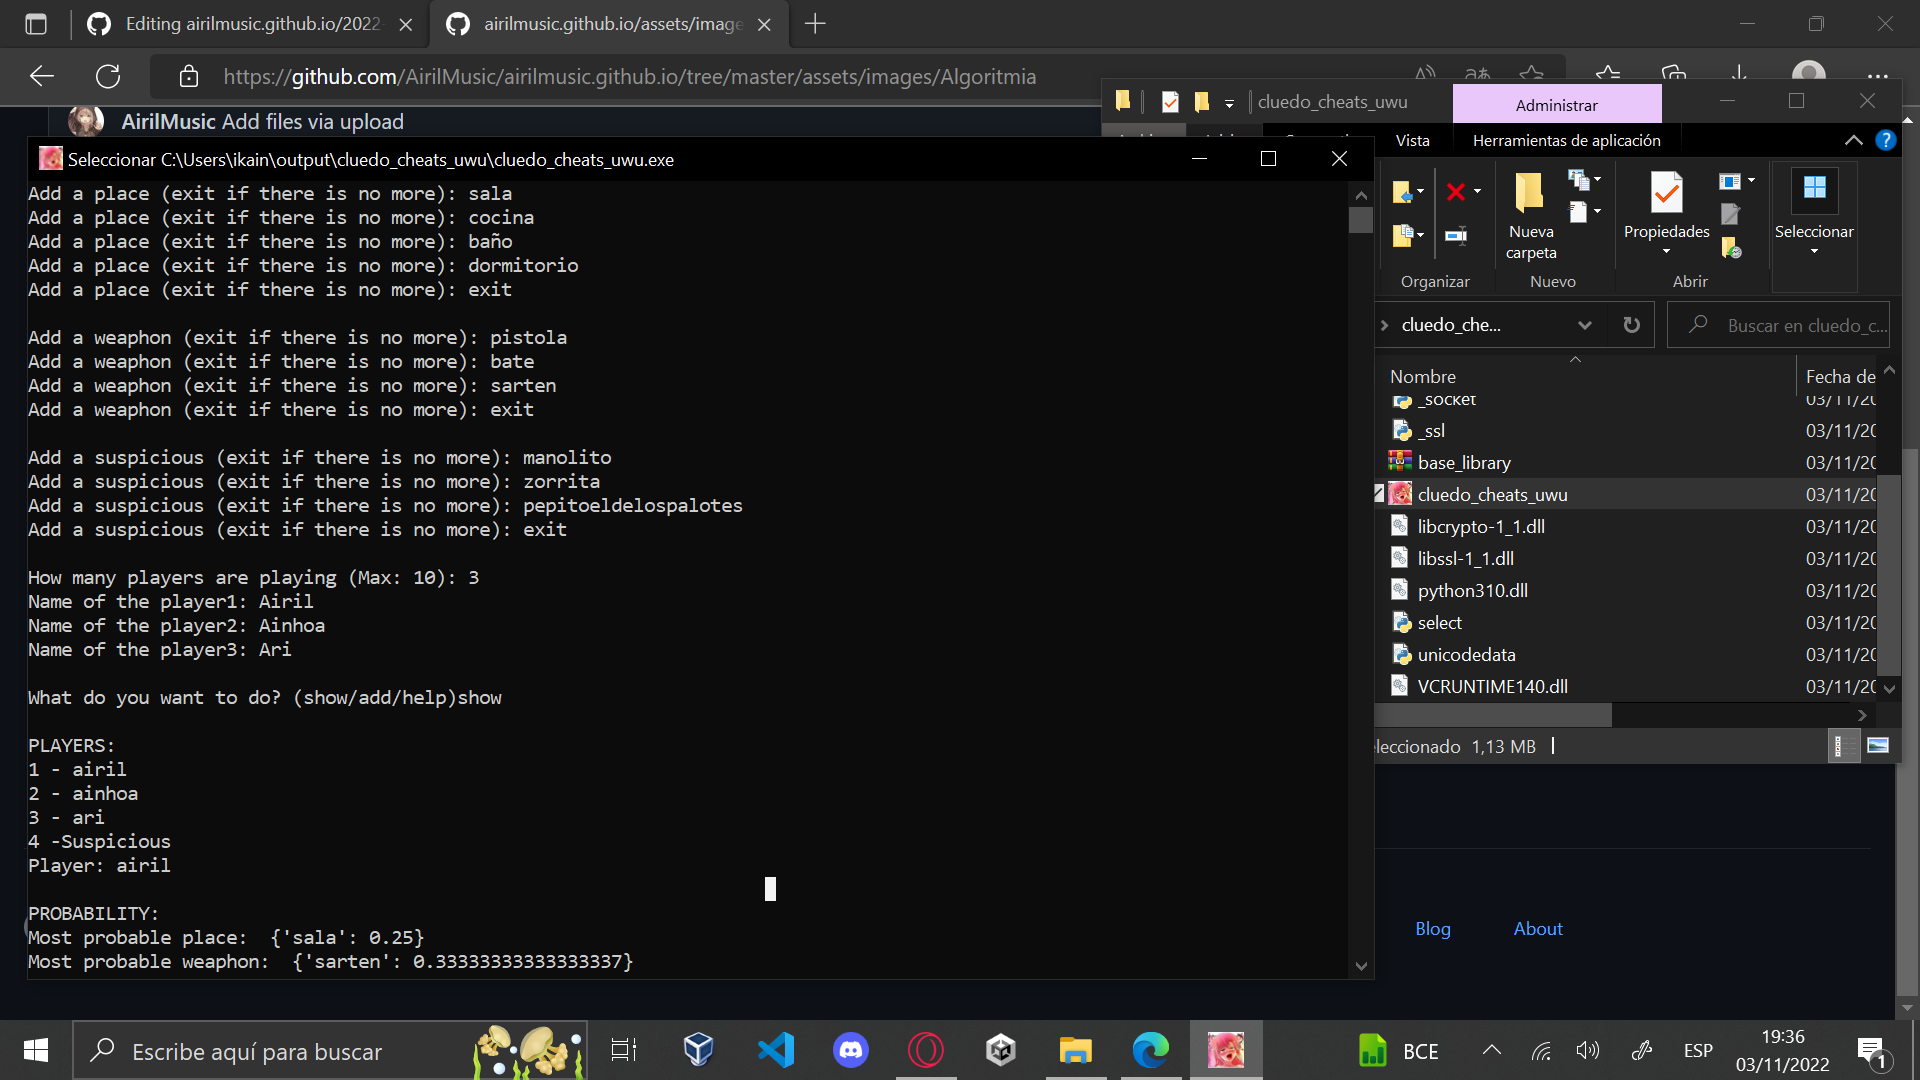 Editing airilmusic.github.io/2022-
airilmusic.github.io/assets/image
https://github.com/AirilMusic/airilmusic.github.io/tree/master/assets/images/Algoritmia
AirilMusic Add files via upload
cluedo_cheats_uwu
Administrar
Vista
Herramientas de aplicación
Seleccionar C:\Users\ikain\output\cluedo_cheats_uwu\cluedo_cheats_uwu.exe
Add a place (exit if there is no more): sala
Add a place (exit if there is no more): cocina
Add a place (exit if there is no more): baño
Add a place (exit if there is no more): dormitorio
Add a place (exit if there is no more): exit
Add a weaphon (exit if there is no more): pistola
Add a weaphon (exit if there is no more): bate
Add a weaphon (exit if there is no more): sarten
Add a weaphon (exit if there is no more): exit
Add a suspicious (exit if there is no more): manolito
Add a suspicious (exit if there is no more): zorrita
Add a suspicious (exit if there is no more): pepitoeldelospalotes
Add a suspicious (exit if there is no more): exit
How many players are playing (Max: 10): 3
Name of the player1: Airil
Name of the player2: Ainhoa
Name of the player3: Ari
What do you want to do? (show/add/help)show
PLAYERS:
1 - airil
2 - ainhoa
3 - ari
4 -Suspicious
Player: airil
PROBABILITY:
Most probable place:  {'sala': 0.25}
Most probable weaphon:  {'sarten': 0.33333333333333337}
Nueva
carpeta
Propiedades
Seleccionar
Organizar
Nuevo
Abrir
cluedo_che...
Buscar en cluedo_c...
Nombre
Fecha de
_socket
03/11/20
_ssl
03/11/20
base_library
03/11/20
cluedo_cheats_uwu
03/11/20
libcrypto-1_1.dll
03/11/20
libssl-1_1.dll
03/11/20
python310.dll
03/11/20
select
03/11/20
unicodedata
03/11/20
VCRUNTIME140.dll
03/11/20
eleccionado 1,13 MB
Blog
About
Escribe aquí para buscar
BCE
ESP
19:36
03/11/2022
1